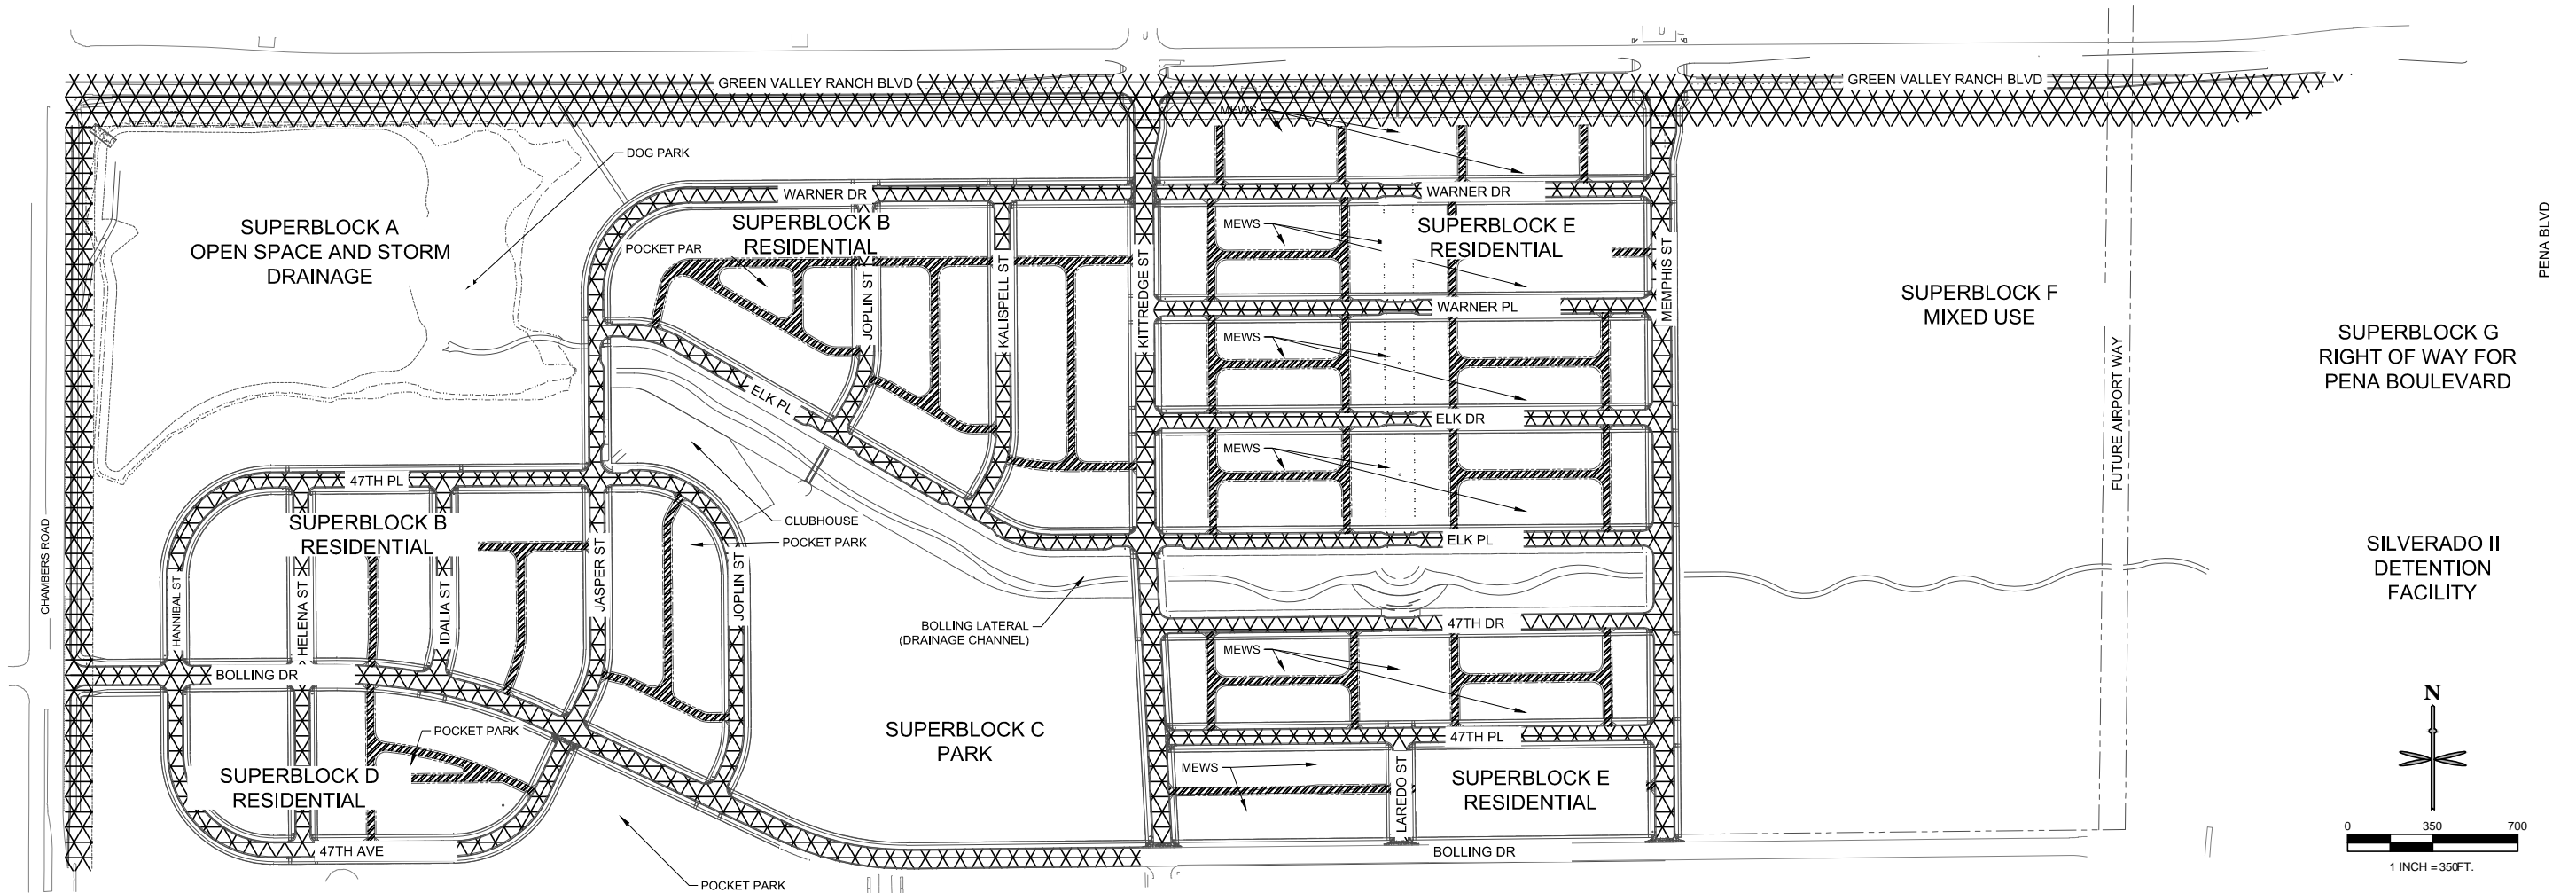 GREEN VALLEY RANCH BLVD
GREEN VALLEY RANCH BLVD
MEWS
DOG PARK
WARNER DR
WARNER DR
SUPERBLOCK A
OPEN SPACE AND STORM
DRAINAGE
SUPERBLOCK B
RESIDENTIAL
POCKET PAR
MEWS
SUPERBLOCK E
RESIDENTIAL
PENA BLVD
JOPLIN ST
KALISPELL ST
KITTREDGE ST
MEMPHIS ST
WARNER PL
SUPERBLOCK F
MIXED USE
SUPERBLOCK G
RIGHT OF WAY FOR
PENA BOULEVARD
MEWS
ELK PL
ELK DR
FUTURE AIRPORT WAY
MEWS
47TH PL
SUPERBLOCK B
RESIDENTIAL
CLUBHOUSE
POCKET PARK
ELK PL
SILVERADO II
DETENTION
FACILITY
CHAMBERS ROAD
HANNIBAL ST
HELENA ST
IDALIA ST
JASPER ST
JOPLIN ST
BOLLING LATERAL
(DRAINAGE CHANNEL)
47TH DR
MEWS
BOLLING DR
SUPERBLOCK C
PARK
POCKET PARK
47TH PL
N
SUPERBLOCK D
RESIDENTIAL
MEWS
LAREDO ST
SUPERBLOCK E
RESIDENTIAL
47TH AVE
BOLLING DR
POCKET PARK
0 350 700
1 INCH = 350FT.